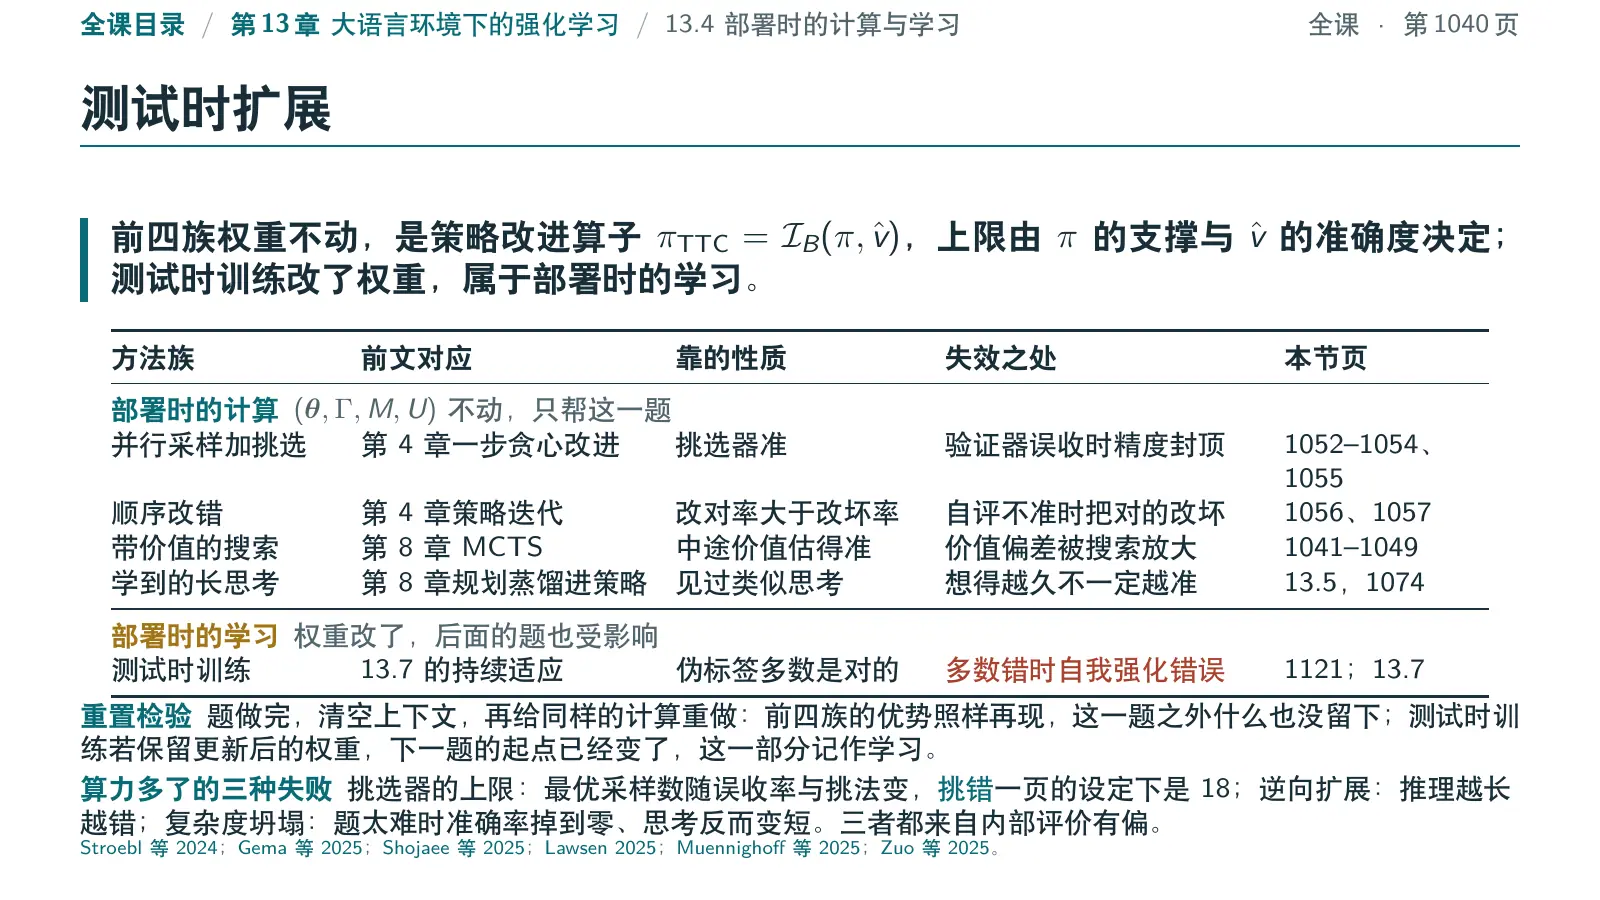 全课目录 / 第 13 章 大语言环境下的强化学习 / 13.4 部署时的计算与学习 全课 · 第 1040 页
测试时扩展
前四族权重不动，是策略改进算子 π_TTC = 𝓘_B(π, v̂)，上限由 π 的支撑与 v̂ 的准确度决定；
测试时训练改了权重，属于部署时的学习。
方法族 前文对应 靠的性质 失效之处 本节页
部署时的计算 (θ, Γ, M, U) 不动，只帮这一题
并行采样加挑选 第 4 章一步贪心改进 挑选器准 验证器误收时精度封顶 1052–1054、
1055
顺序改错 第 4 章策略迭代 改对率大于改坏率 自评不准时把对的改坏 1056、1057
带价值的搜索 第 8 章 MCTS 中途价值估得准 价值偏差被搜索放大 1041–1049
学到的长思考 第 8 章规划蒸馏进策略 见过类似思考 想得越久不一定越准 13.5，1074
部署时的学习 权重改了，后面的题也受影响
测试时训练 13.7 的持续适应 伪标签多数是对的 多数错时自我强化错误 1121；13.7
重置检验 题做完，清空上下文，再给同样的计算重做：前四族的优势照样再现，这一题之外什么也没留下；测试时训
练若保留更新后的权重，下一题的起点已经变了，这一部分记作学习。
算力多了的三种失败 挑选器的上限：最优采样数随误收率与挑法变，挑错一页的设定下是 18；逆向扩展：推理越长
越错；复杂度坍塌：题太难时准确率掉到零、思考反而变短。三者都来自内部评价有偏。
Stroebl 等 2024；Gema 等 2025；Shojaee 等 2025；Lawsen 2025；Muennighoff 等 2025；Zuo 等 2025。